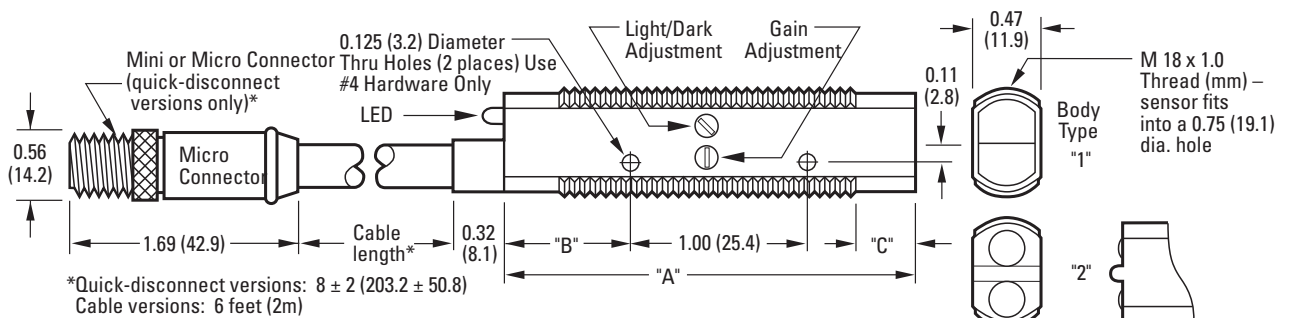 Mini or Micro Connector
(quick-disconnect
versions only)*
0.125 (3.2) Diameter
Thru Holes (2 places) Use
#4 Hardware Only
LED
Light/Dark
Adjustment
Gain
Adjustment
0.47
(11.9)
0.11
(2.8)
M 18 x 1.0
Thread (mm) –
sensor fits
into a 0.75 (19.1)
dia. hole
Body
Type
"1"
0.56
(14.2)
Micro
Connector
1.69 (42.9)
Cable
length*
0.32
(8.1)
"B"
1.00 (25.4)
"C"
"A"
"2"
*Quick-disconnect versions: 8 ± 2 (203.2 ± 50.8)
Cable versions: 6 feet (2m)